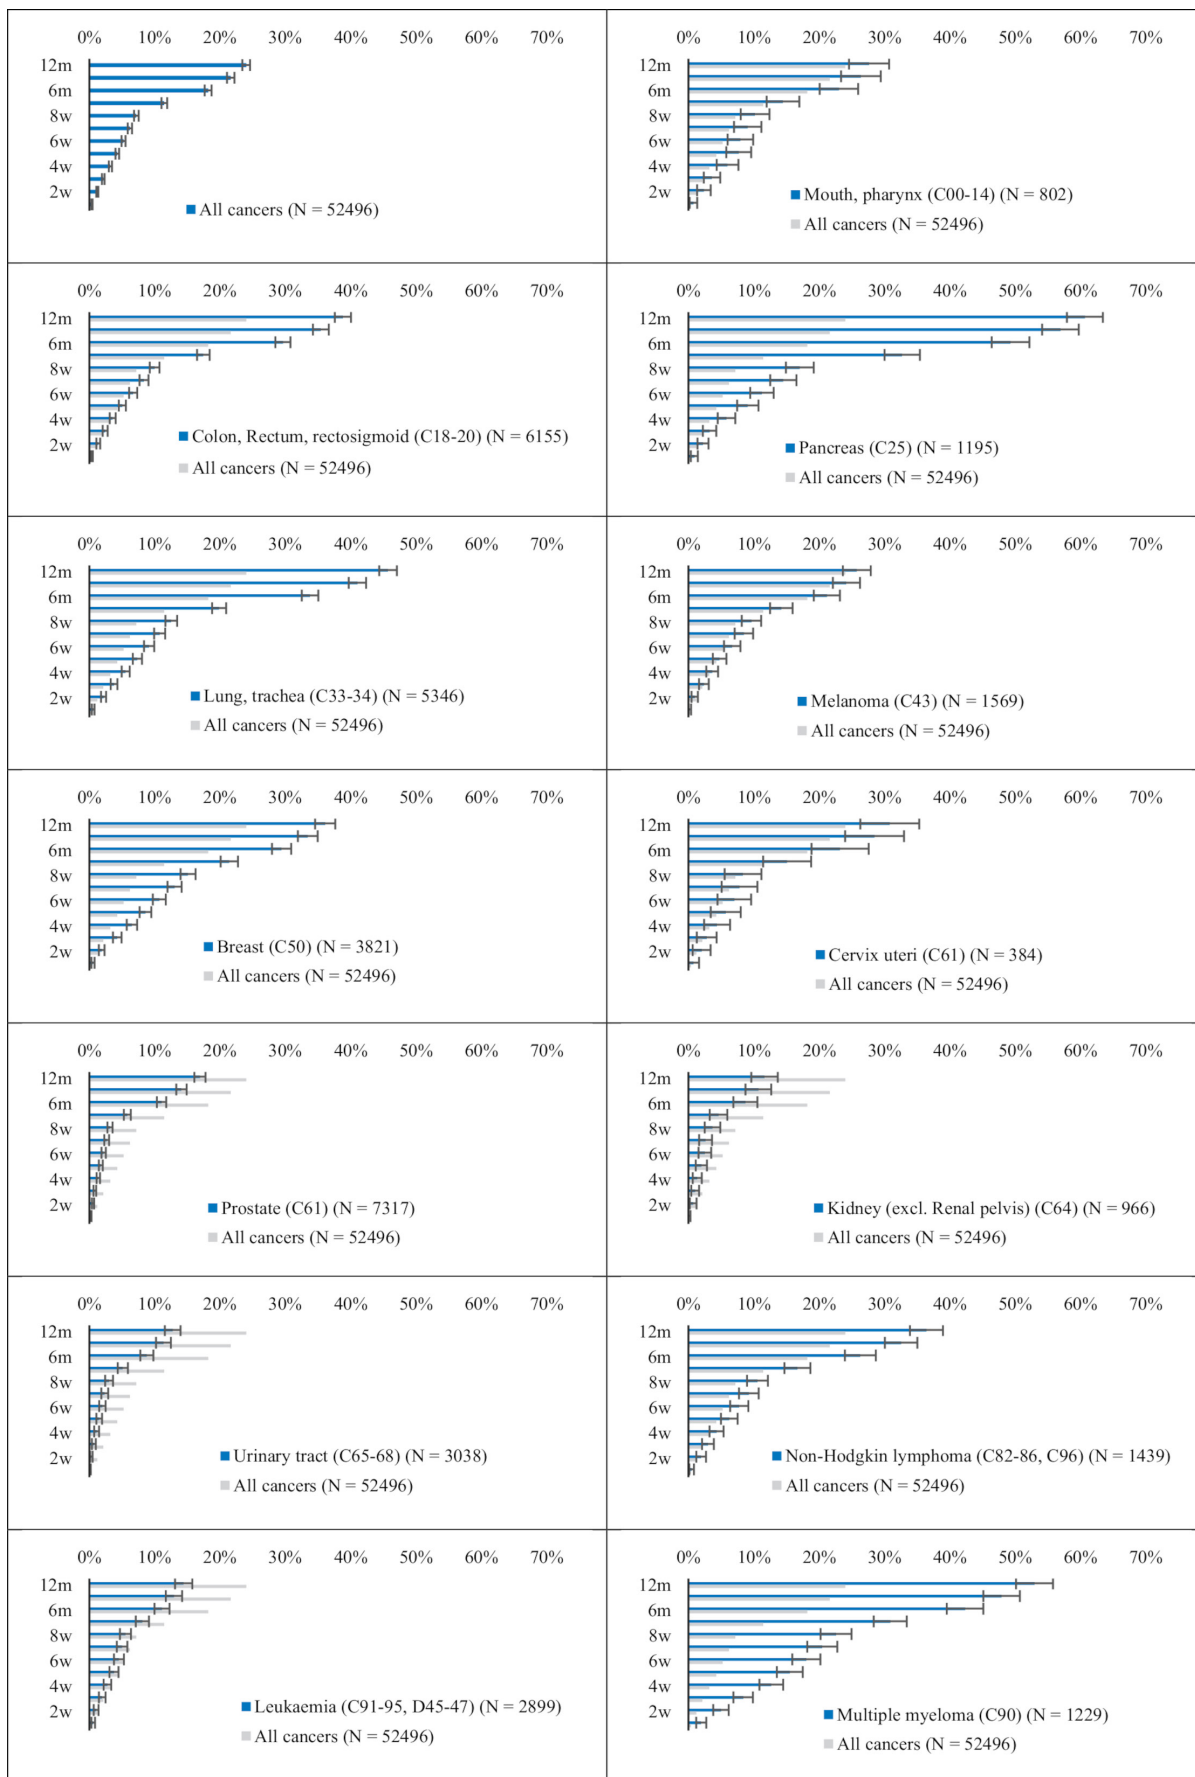 0% 10% 20% 30% 40% 50% 60% 70%
12m
6m
8w
6w
4w
2w
All cancers (N = 52496)
0% 10% 20% 30% 40% 50% 60% 70%
12m
6m
8w
6w
4w
2w
Mouth, pharynx (C00-14) (N = 802)
All cancers (N = 52496)
0% 10% 20% 30% 40% 50% 60% 70%
12m
6m
8w
6w
4w
2w
Colon, Rectum, rectosigmoid (C18-20) (N = 6155)
All cancers (N = 52496)
0% 10% 20% 30% 40% 50% 60% 70%
12m
6m
8w
6w
4w
2w
Pancreas (C25) (N = 1195)
All cancers (N = 52496)
0% 10% 20% 30% 40% 50% 60% 70%
12m
6m
8w
6w
4w
2w
Lung, trachea (C33-34) (N = 5346)
All cancers (N = 52496)
0% 10% 20% 30% 40% 50% 60% 70%
12m
6m
8w
6w
4w
2w
Melanoma (C43) (N = 1569)
All cancers (N = 52496)
0% 10% 20% 30% 40% 50% 60% 70%
12m
6m
8w
6w
4w
2w
Breast (C50) (N = 3821)
All cancers (N = 52496)
0% 10% 20% 30% 40% 50% 60% 70%
12m
6m
8w
6w
4w
2w
Cervix uteri (C61) (N = 384)
All cancers (N = 52496)
0% 10% 20% 30% 40% 50% 60% 70%
12m
6m
8w
6w
4w
2w
Prostate (C61) (N = 7317)
All cancers (N = 52496)
0% 10% 20% 30% 40% 50% 60% 70%
12m
6m
8w
6w
4w
2w
Kidney (excl. Renal pelvis) (C64) (N = 966)
All cancers (N = 52496)
0% 10% 20% 30% 40% 50% 60% 70%
12m
6m
8w
6w
4w
2w
Urinary tract (C65-68) (N = 3038)
All cancers (N = 52496)
0% 10% 20% 30% 40% 50% 60% 70%
12m
6m
8w
6w
4w
2w
Non-Hodgkin lymphoma (C82-86, C96) (N = 1439)
All cancers (N = 52496)
0% 10% 20% 30% 40% 50% 60% 70%
12m
6m
8w
6w
4w
2w
Leukaemia (C91-95, D45-47) (N = 2899)
All cancers (N = 52496)
0% 10% 20% 30% 40% 50% 60% 70%
12m
6m
8w
6w
4w
2w
Multiple myeloma (C90) (N = 1229)
All cancers (N = 52496)